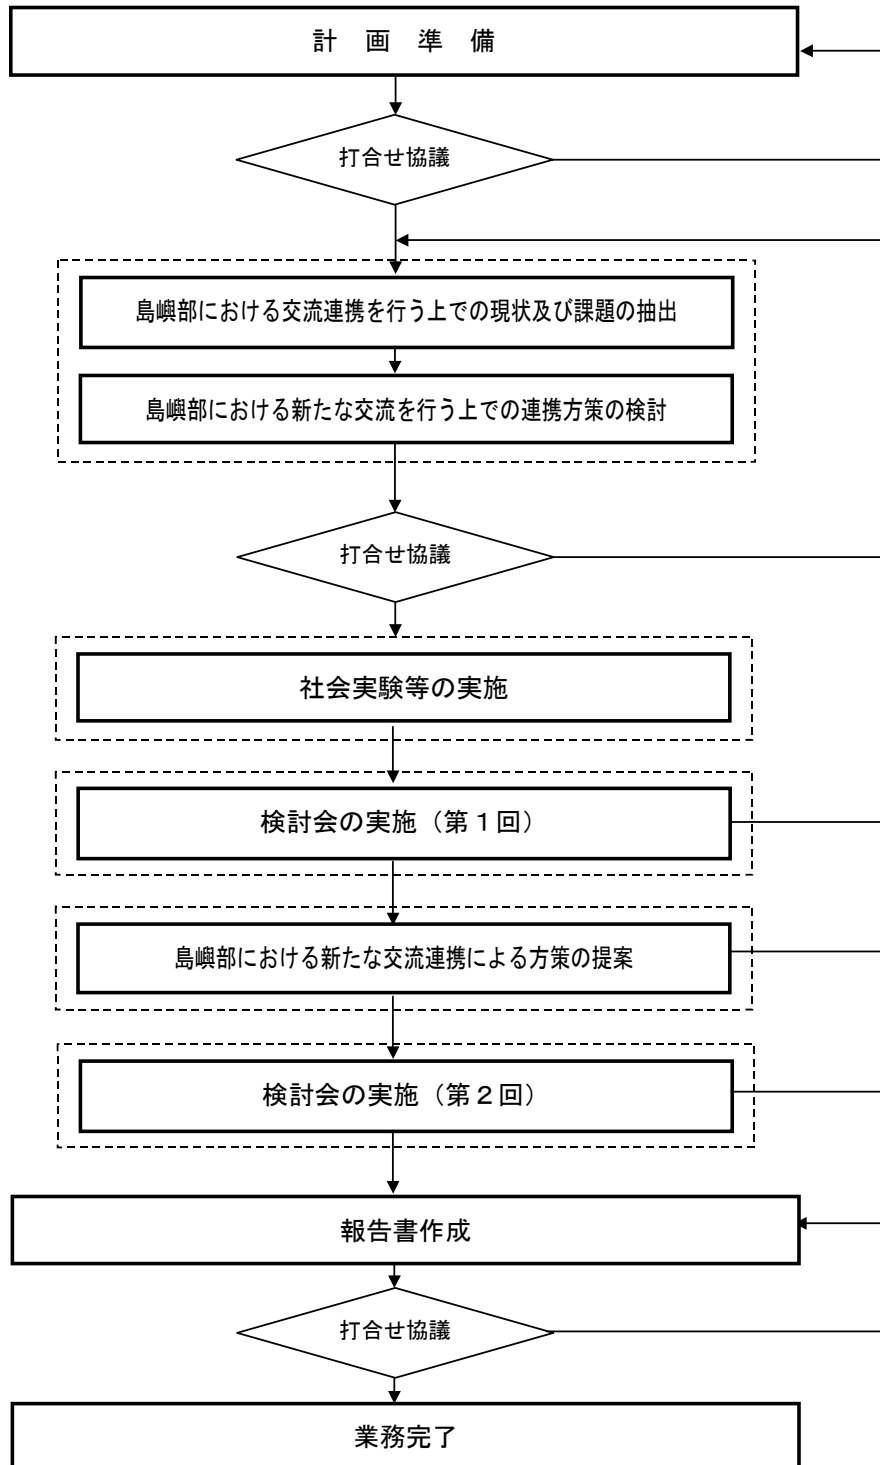 計 画 準 備
打合せ協議
島嶼部における交流連携を行う上での現状及び課題の抽出
島嶼部における新たな交流を行う上での連携方策の検討
打合せ協議
社会実験等の実施
検討会の実施（第１回）
島嶼部における新たな交流連携による方策の提案
検討会の実施（第２回）
報告書作成
打合せ協議
業務完了